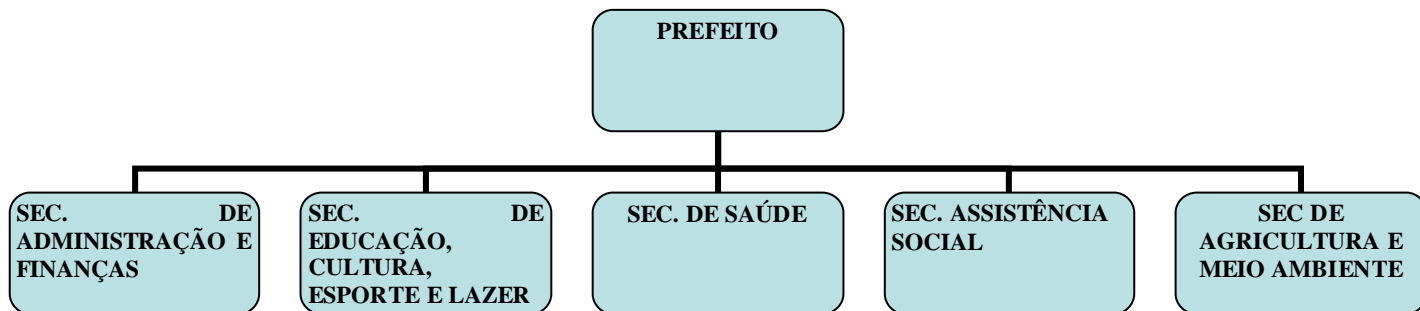 PREFEITO
SEC. DE
ADMINISTRAÇÃO E
FINANÇAS
SEC. DE
EDUCAÇÃO,
CULTURA,
ESPORTE E LAZER
SEC. DE SAÚDE
SEC. ASSISTÊNCIA
SOCIAL
SEC DE
AGRICULTURA E
MEIO AMBIENTE